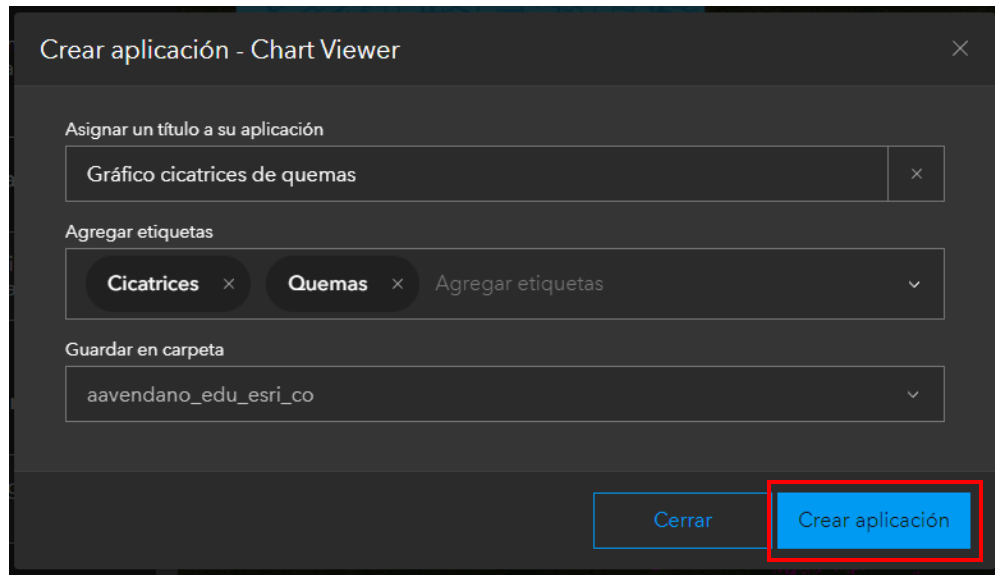 Crear aplicación - Chart Viewer
Asignar un título a su aplicación
Gráfico cicatrices de quemas
Agregar etiquetas
Cicatrices × Quemas × Agregar etiquetas
Guardar en carpeta
aavendano_edu_esri_co
Cerrar Crear aplicación